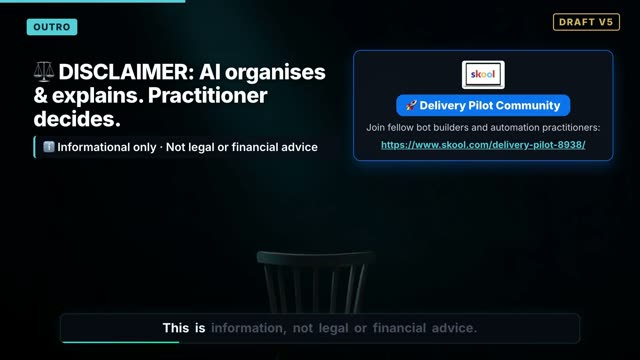 OUTRO
DRAFT V5
⚖️ DISCLAIMER: AI organises
& explains. Practitioner
decides.
ℹ️ Informational only · Not legal or financial advice
skool
🚀 Delivery Pilot Community
Join fellow bot builders and automation practitioners:
https://www.skool.com/delivery-pilot-8938/
This is information, not legal or financial advice.